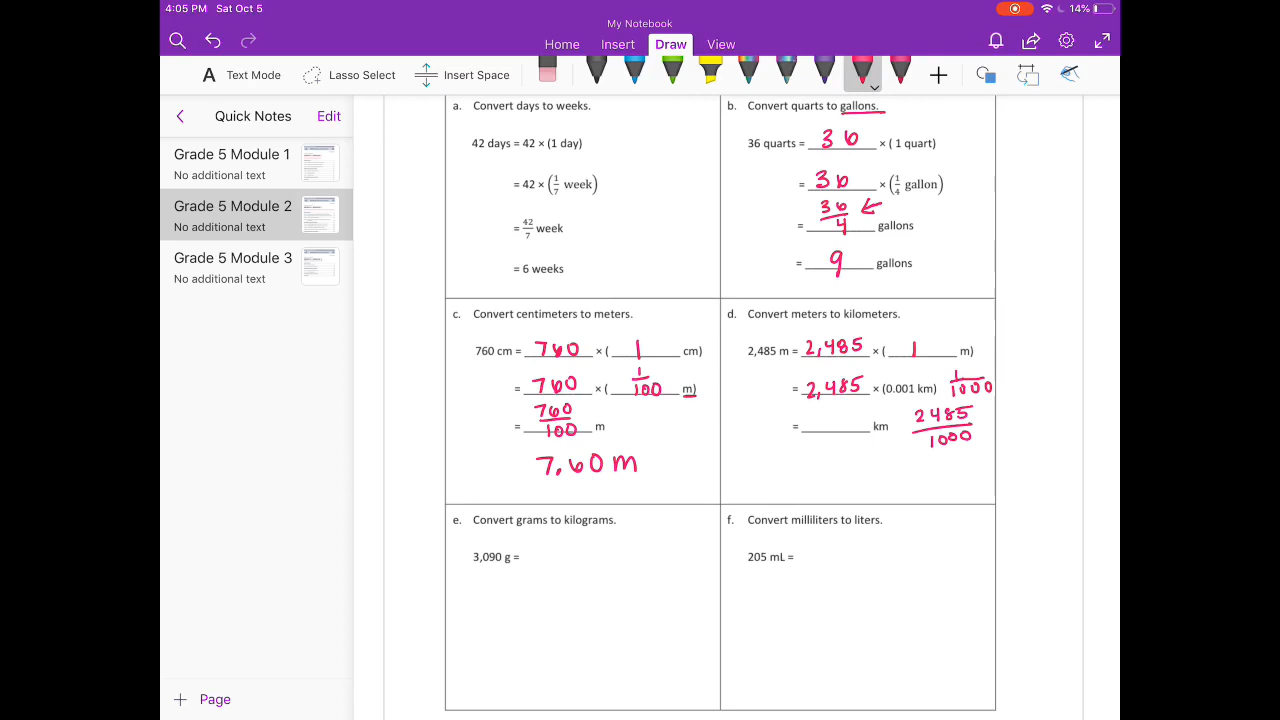 4:05 PM Sat Oct 5
14%
My Notebook
Home Insert Draw View
Text Mode Lasso Select Insert Space
Quick Notes Edit
Grade 5 Module 1
No additional text
Grade 5 Module 2
No additional text
Grade 5 Module 3
No additional text
Page
a. Convert days to weeks.
42 days = 42 × (1 day)
= 42 × (1/7 week)
= 42/7 week
= 6 weeks
b. Convert quarts to gallons.
36 quarts = 36 × ( 1 quart)
= 36 × (1/4 gallon)
= 36/4 gallons
= 9 gallons
c. Convert centimeters to meters.
760 cm = 760 × ( 1 cm)
= 760 × ( 1/100 m)
= 760/100 m
7.60 m
d. Convert meters to kilometers.
2,485 m = 2,485 × ( 1 m)
= 2,485 × (0.001 km) 1/1000
= ________ km 2485/1000
e. Convert grams to kilograms.
3,090 g =
f. Convert milliliters to liters.
205 mL =